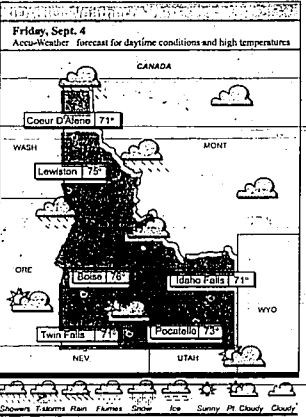 Friday, Sept. 4
Accu-Weather forecast for daytime conditions and high temperatures
CANADA
Coeur D'Alene 71°
WASH
MONT
Lewiston 75°
ORE
Boise 76°
Idaho Falls 71°
WYO
Twin Falls 71°
Pocatello 73°
NEV
UTAH
Showers T-storms Rain Flurries Snow Ice Sunny Pt. Cloudy Cloudy